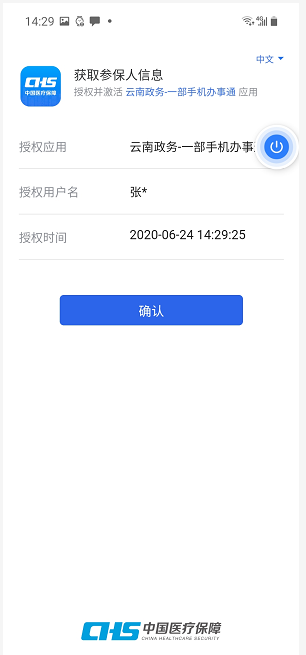 14:29
4G
中文
CHS
中国医疗保障
获取参保人信息
授权并激活 云南政务-一部手机办事通 应用
授权应用 云南政务-一部手机办事
授权用户名 张*
授权时间 2020-06-24 14:29:25
确认
CHS 中国医疗保障
CHINA HEALTHCARE SECURITY